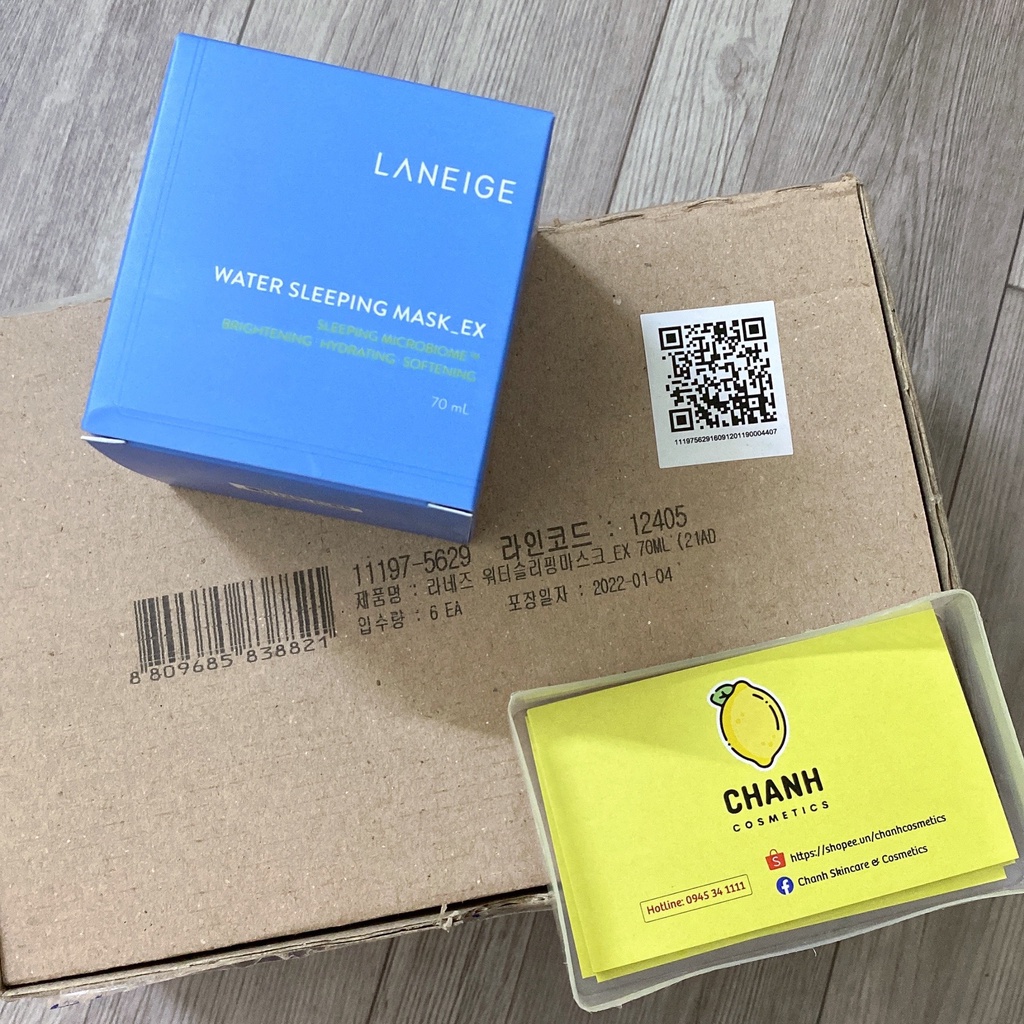 LANEIGE
WATER SLEEPING MASK_EX
SLEEPING MICROBIOME™
BRIGHTENING HYDRATING SOFTENING
70 mL
11197562916091201190004407
11197-5629 라인코드 : 12405
제품명 : 라네즈 워터슬리핑마스크_EX 70ML (21AD
입수량 : 6 EA 포장일자 : 2022-01-04
8 809685 838821
CHANH
COSMETICS
https://shopee.vn/chanhcosmetics
Chanh Skincare & Cosmetics
Hotline: 0945 34 1111